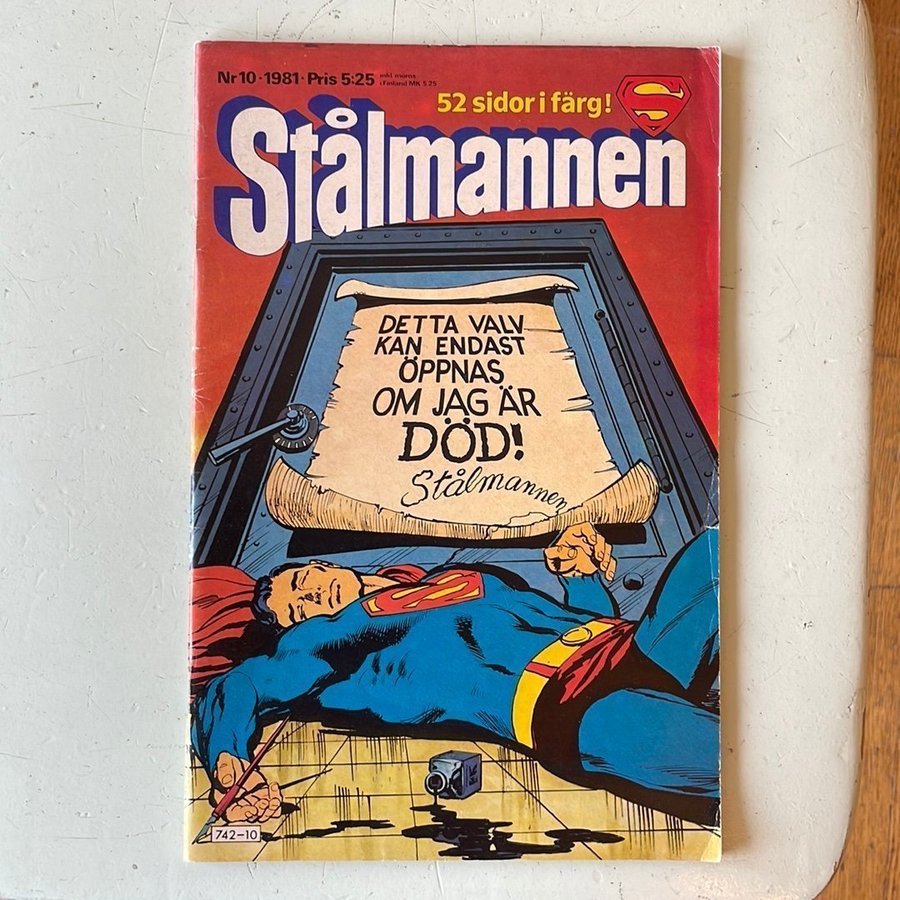 Nr 10 · 1981 · Pris 5:25 inkl moms
i Finland MK 5.25
52 sidor i färg!
S
Stålmannen
DETTA VALV
KAN ENDAST
ÖPPNAS
OM JAG ÄR
DÖD!
Stålmannen
S
742-10